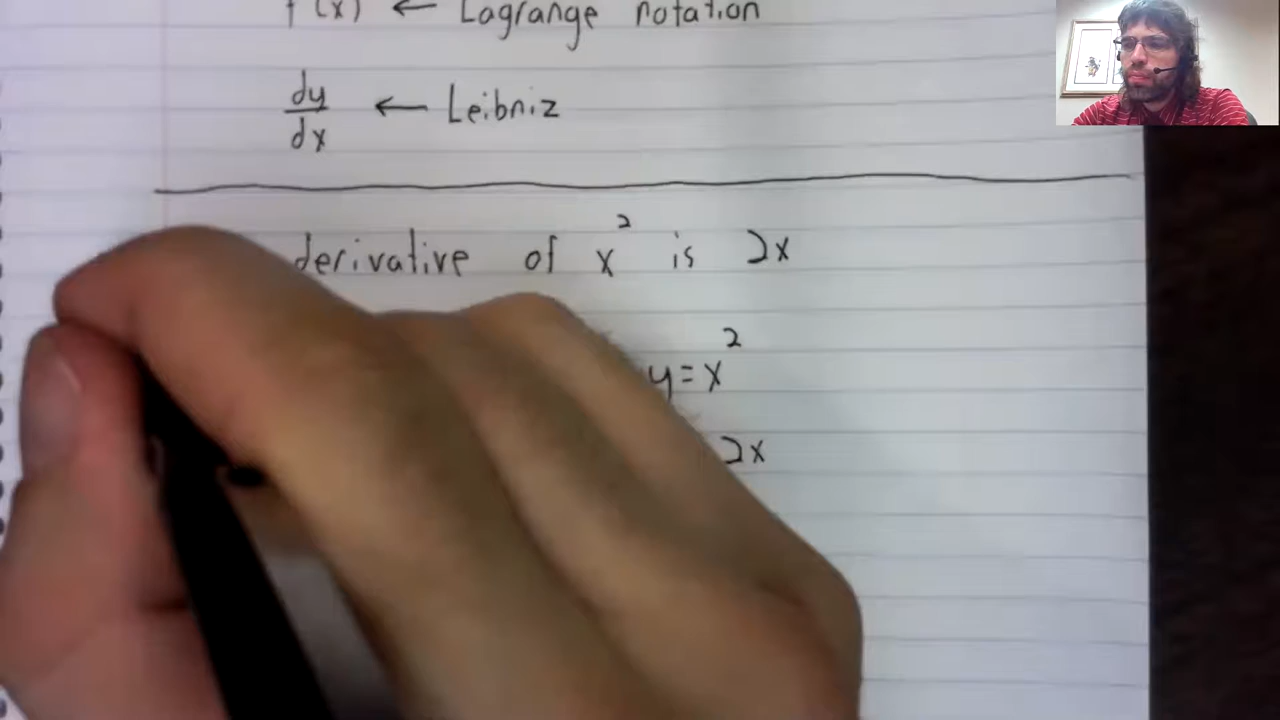 (x) ← Lagrange notation
dy
dx ← Leibniz
derivative of x² is 2x
y = x²
2x